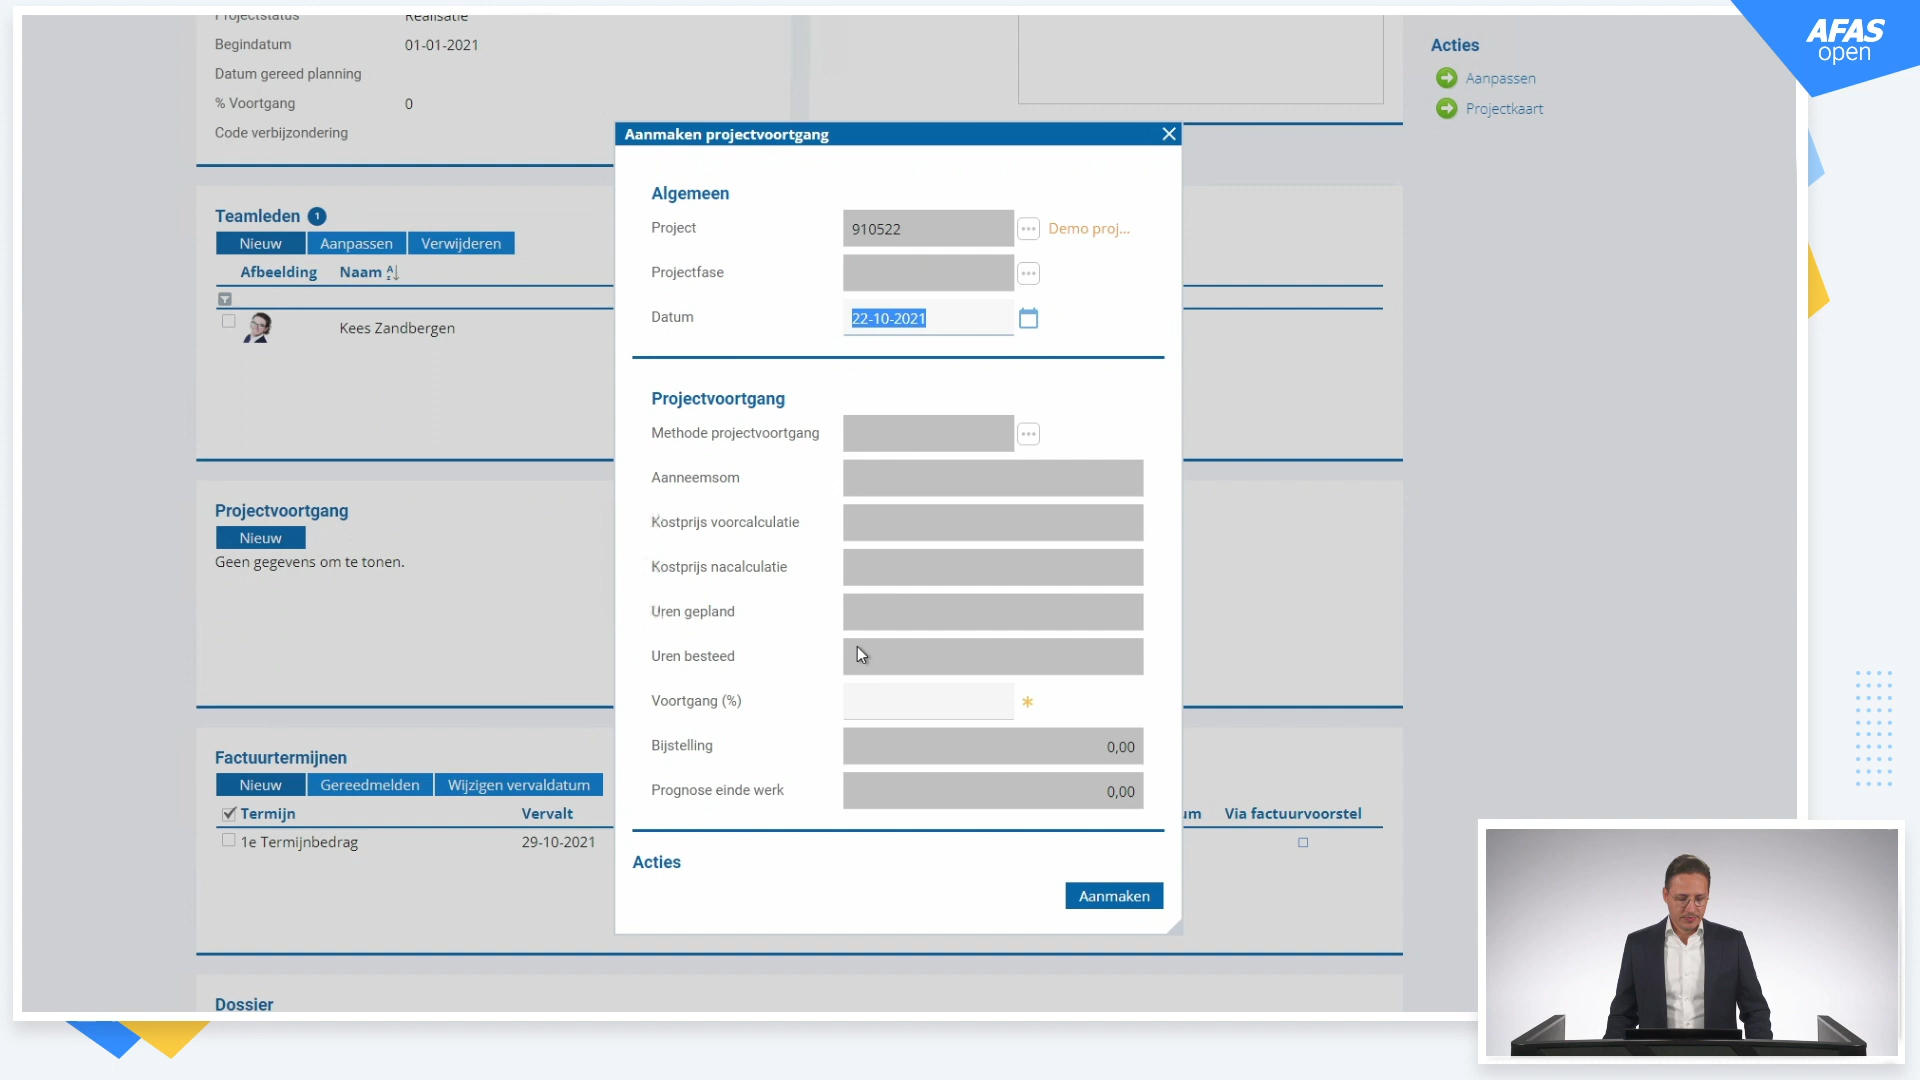 AFAS
open
Projectstatus Realisatie
Begindatum 01-01-2021
Datum gereed planning
% Voortgang 0
Code verbijzondering
Acties
Aanpassen
Projectkaart
Teamleden 1
Nieuw Aanpassen Verwijderen
Afbeelding Naam
Kees Zandbergen
Projectvoortgang
Nieuw
Geen gegevens om te tonen.
Factuurtermijnen
Nieuw Gereedmelden Wijzigen vervaldatum
Termijn Vervalt um Via factuurvoorstel
1e Termijnbedrag 29-10-2021
Dossier
Aanmaken projectvoortgang
Algemeen
Project 910522 Demo proj...
Projectfase
Datum 22-10-2021
Projectvoortgang
Methode projectvoortgang
Aanneemsom
Kostprijs voorcalculatie
Kostprijs nacalculatie
Uren gepland
Uren besteed
Voortgang (%) *
Bijstelling 0,00
Prognose einde werk 0,00
Acties
Aanmaken